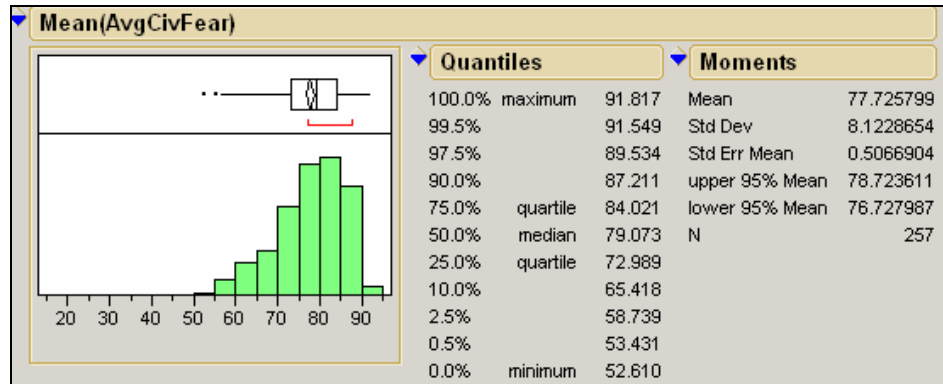 Mean(AvgCivFear)
20 30 40 50 60 70 80 90
Quantiles
100.0% maximum 91.817
99.5% 91.549
97.5% 89.534
90.0% 87.211
75.0% quartile 84.021
50.0% median 79.073
25.0% quartile 72.989
10.0% 65.418
2.5% 58.739
0.5% 53.431
0.0% minimum 52.610
Moments
Mean 77.725799
Std Dev 8.1228654
Std Err Mean 0.5066904
upper 95% Mean 78.723611
lower 95% Mean 76.727987
N 257